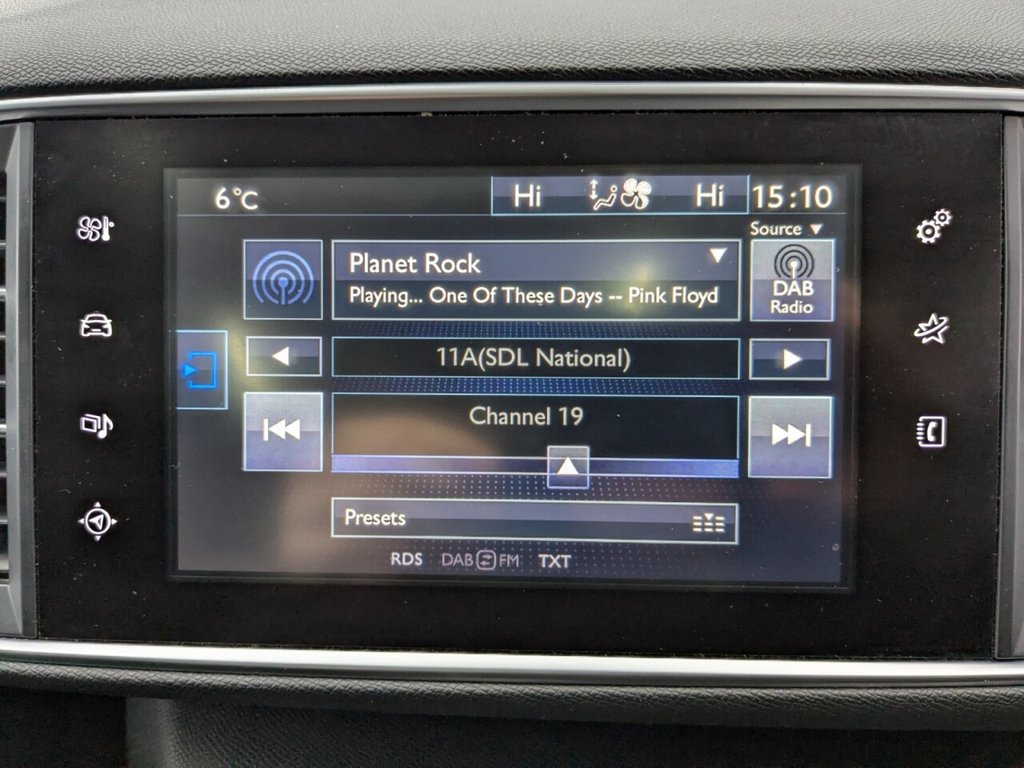 6°C
Hi
Hi
15:10
Source
Planet Rock
Playing... One Of These Days -- Pink Floyd
DAB
Radio
11A(SDL National)
Channel 19
Presets
RDS DAB FM TXT